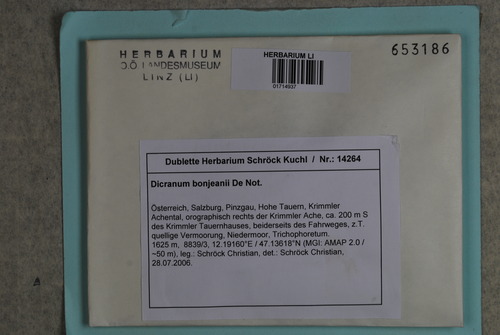 HERBARIUM
O.Ö. LANDESMUSEUM
LINZ (LI)
HERBARIUM LI
01714937
653186
Dublette Herbarium Schröck Kuchl / Nr.: 14264
Dicranum bonjeanii De Not.
Österreich, Salzburg, Pinzgau, Hohe Tauern, Krimmler
Achental, orographisch rechts der Krimmler Ache, ca. 200 m S
des Krimmler Tauernhauses, beiderseits des Fahrweges, z.T.
quellige Vermoorung, Niedermoor, Trichophoretum.
1625 m, 8839/3, 12.19160°E / 47.13618°N (MGI: AMAP 2.0 /
~50 m), leg.: Schröck Christian, det.: Schröck Christian,
28.07.2006.